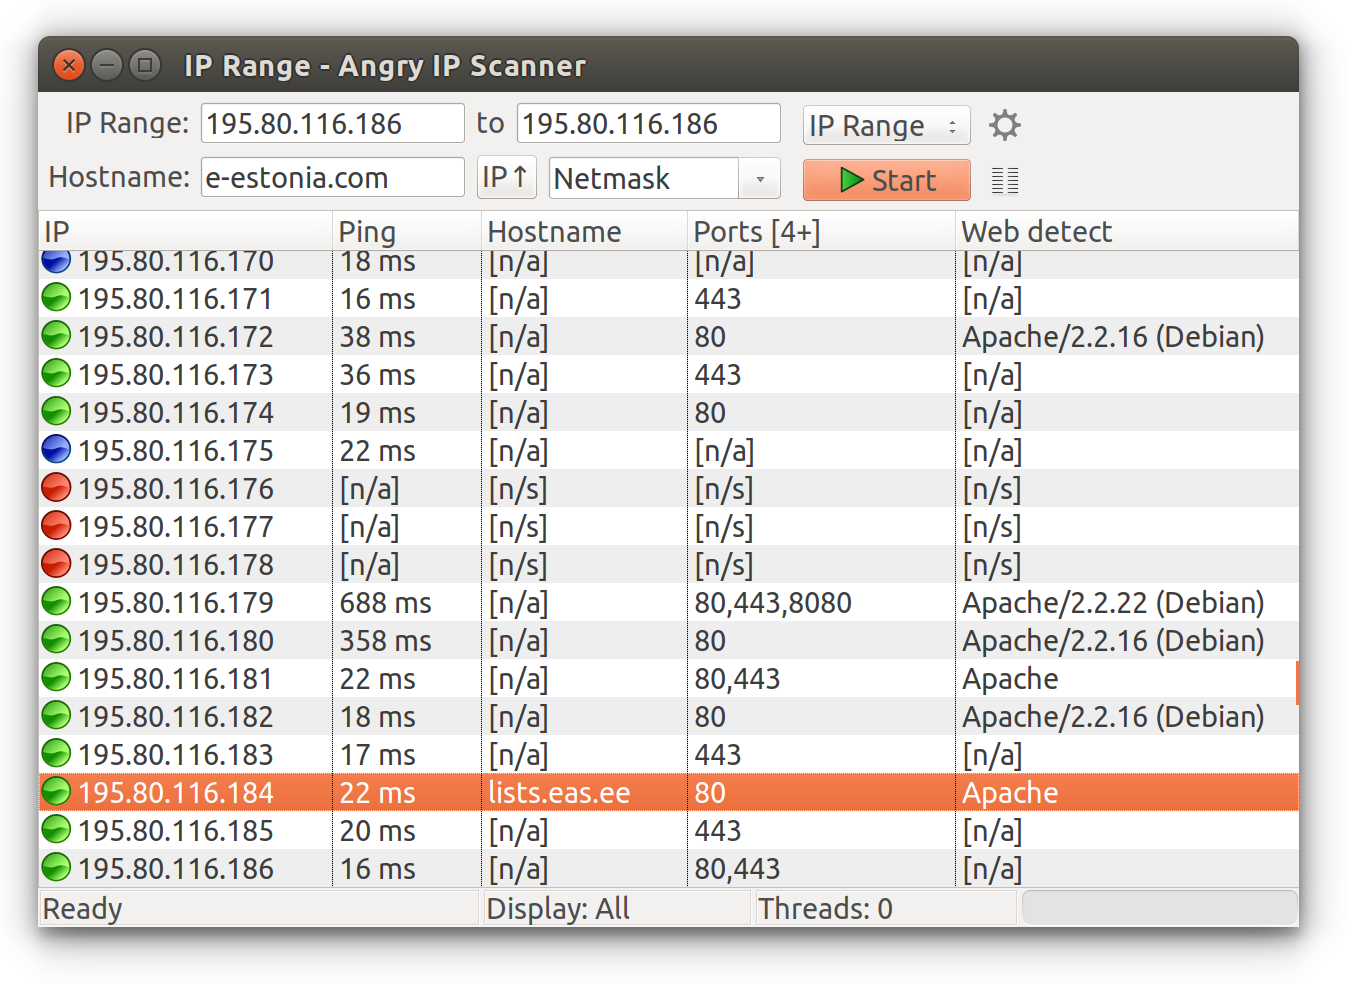 IP Range - Angry IP Scanner
IP Range: 195.80.116.186 to 195.80.116.186 IP Range
Hostname: e-estonia.com IP↑ Netmask Start
IP Ping Hostname Ports [4+] Web detect
195.80.116.170 18 ms [n/a] [n/a] [n/a]
195.80.116.171 16 ms [n/a] 443 [n/a]
195.80.116.172 38 ms [n/a] 80 Apache/2.2.16 (Debian)
195.80.116.173 36 ms [n/a] 443 [n/a]
195.80.116.174 19 ms [n/a] 80 [n/a]
195.80.116.175 22 ms [n/a] [n/a] [n/a]
195.80.116.176 [n/a] [n/s] [n/s] [n/s]
195.80.116.177 [n/a] [n/s] [n/s] [n/s]
195.80.116.178 [n/a] [n/s] [n/s] [n/s]
195.80.116.179 688 ms [n/a] 80,443,8080 Apache/2.2.22 (Debian)
195.80.116.180 358 ms [n/a] 80 Apache/2.2.16 (Debian)
195.80.116.181 22 ms [n/a] 80,443 Apache
195.80.116.182 18 ms [n/a] 80 Apache/2.2.16 (Debian)
195.80.116.183 17 ms [n/a] 443 [n/a]
195.80.116.184 22 ms lists.eas.ee 80 Apache
195.80.116.185 20 ms [n/a] 443 [n/a]
195.80.116.186 16 ms [n/a] 80,443 [n/a]
Ready Display: All Threads: 0